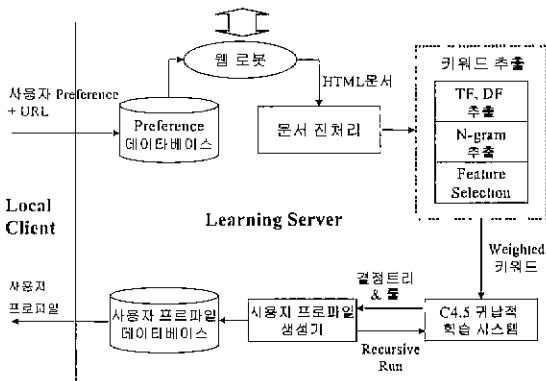 웹 로봇
키워드 추출
사용자 Preference
+ URL
HTML문서
TF, DF
추출
Preference
데이타베이스
문서 전처리
N-gram
추출
Feature
Selection
Local
Client
Learning Server
Weighted
키워드
사용자
프로파일
결정트리
& 룰
사용자 프로파일
데이티베이스
사용자 프로파일
생성기
C4.5 귀납적
학습 시스템
Recursive
Run